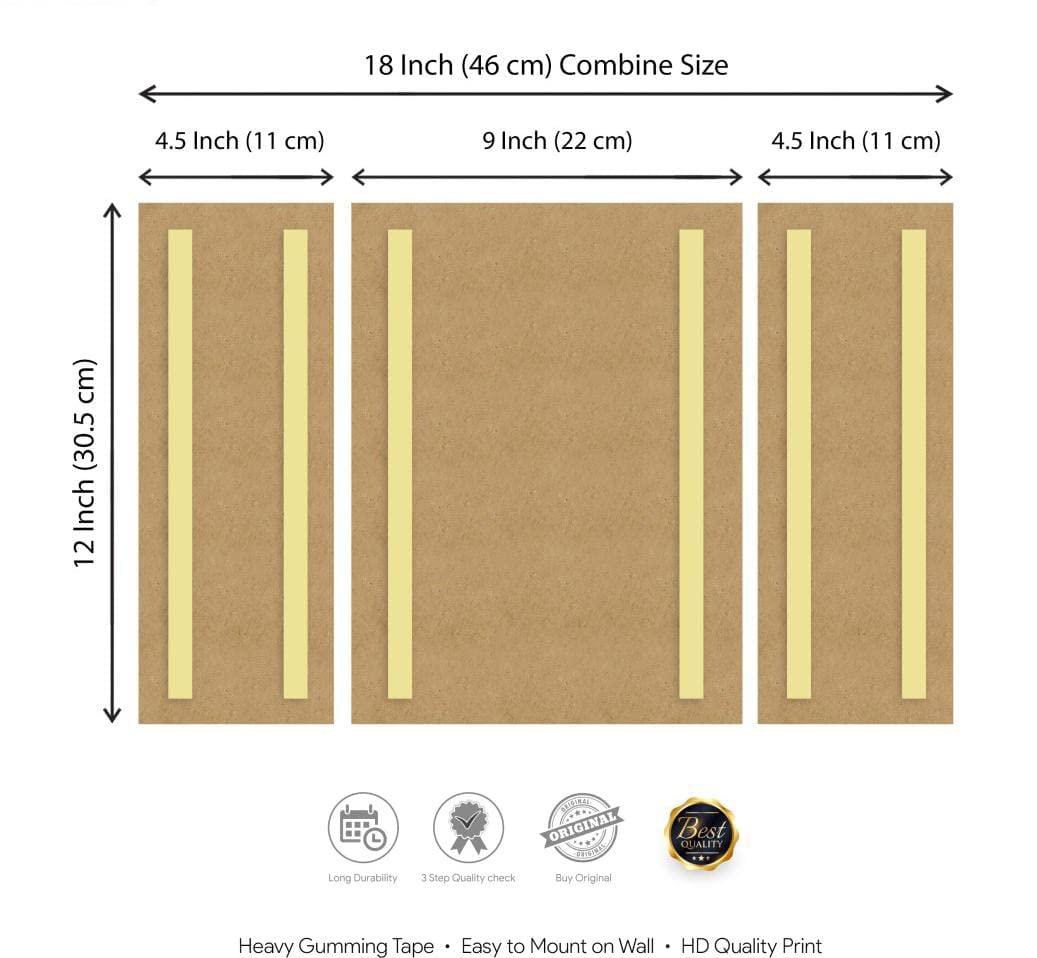 18 Inch (46 cm) Combine Size
4.5 Inch (11 cm)
9 Inch (22 cm)
4.5 Inch (11 cm)
12 Inch (30.5 cm)
ORIGINAL
ORIGINAL
ORIGINAL
Best
QUALITY
Long Durability
3 Step Quality check
Buy Original
Heavy Gumming Tape • Easy to Mount on Wall • HD Quality Print